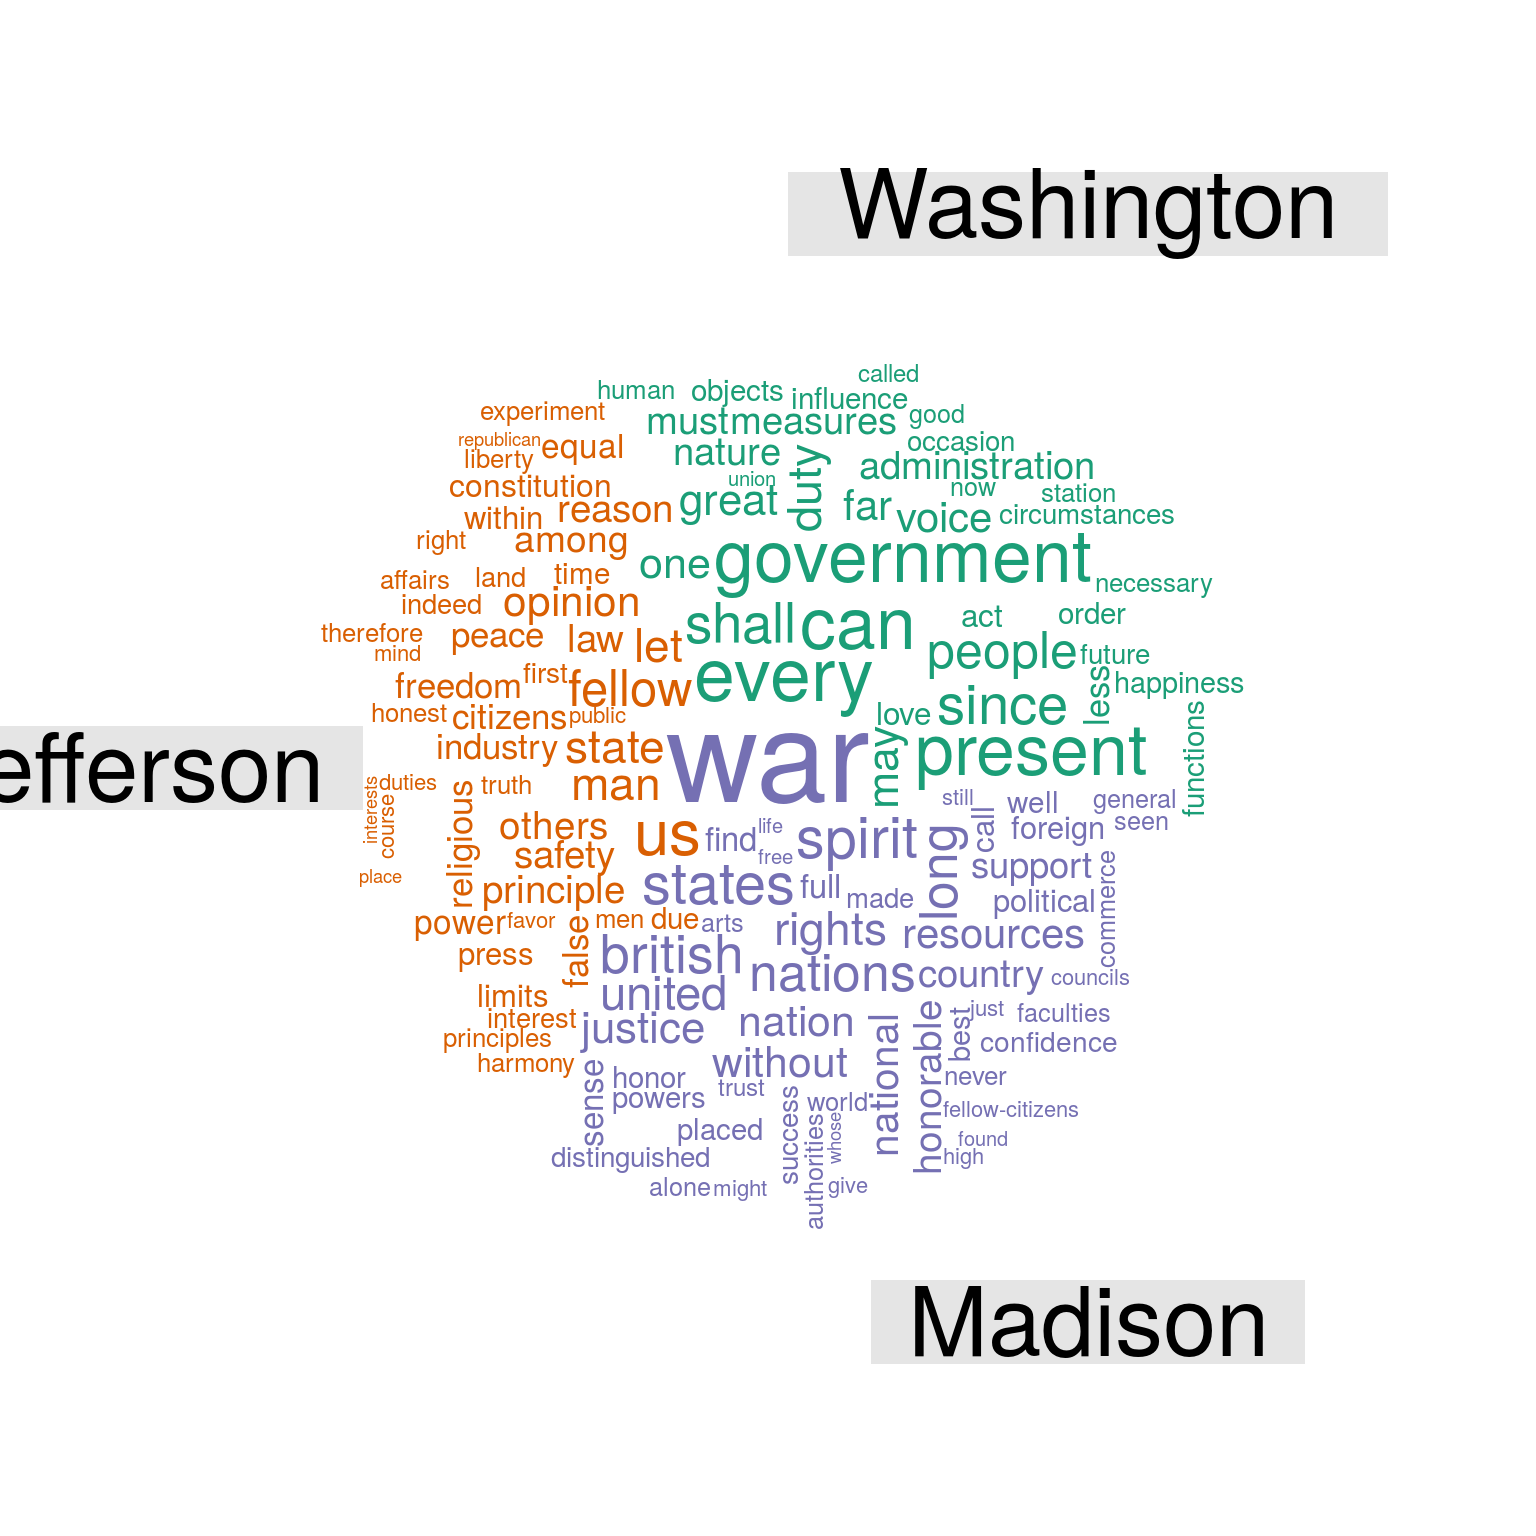 Washington
called
human objects influence
experiment mustmeasures good
republican equal nature duty occasion
liberty administration
constitution union great far now station
within reason voice circumstances
right among one government
affairs land time necessary
indeed opinion shall can act order
therefore peace law let people future
mind
freedom first fellow every since less happiness
honest citizens public love
efferson industry state war may present functions
interests duties truth man still well general
course religious others us find life spirit long call foreign seen
safety free support
place principle states full made political commerce
power favor men due arts rights resources
press false british nations country councils
limits united just faculties
interest justice nation national honorable best
principles confidence
harmony without never
sense honor trust
powers success world fellow-citizens
placed authorities whose found
distinguished high
alone might give
Madison